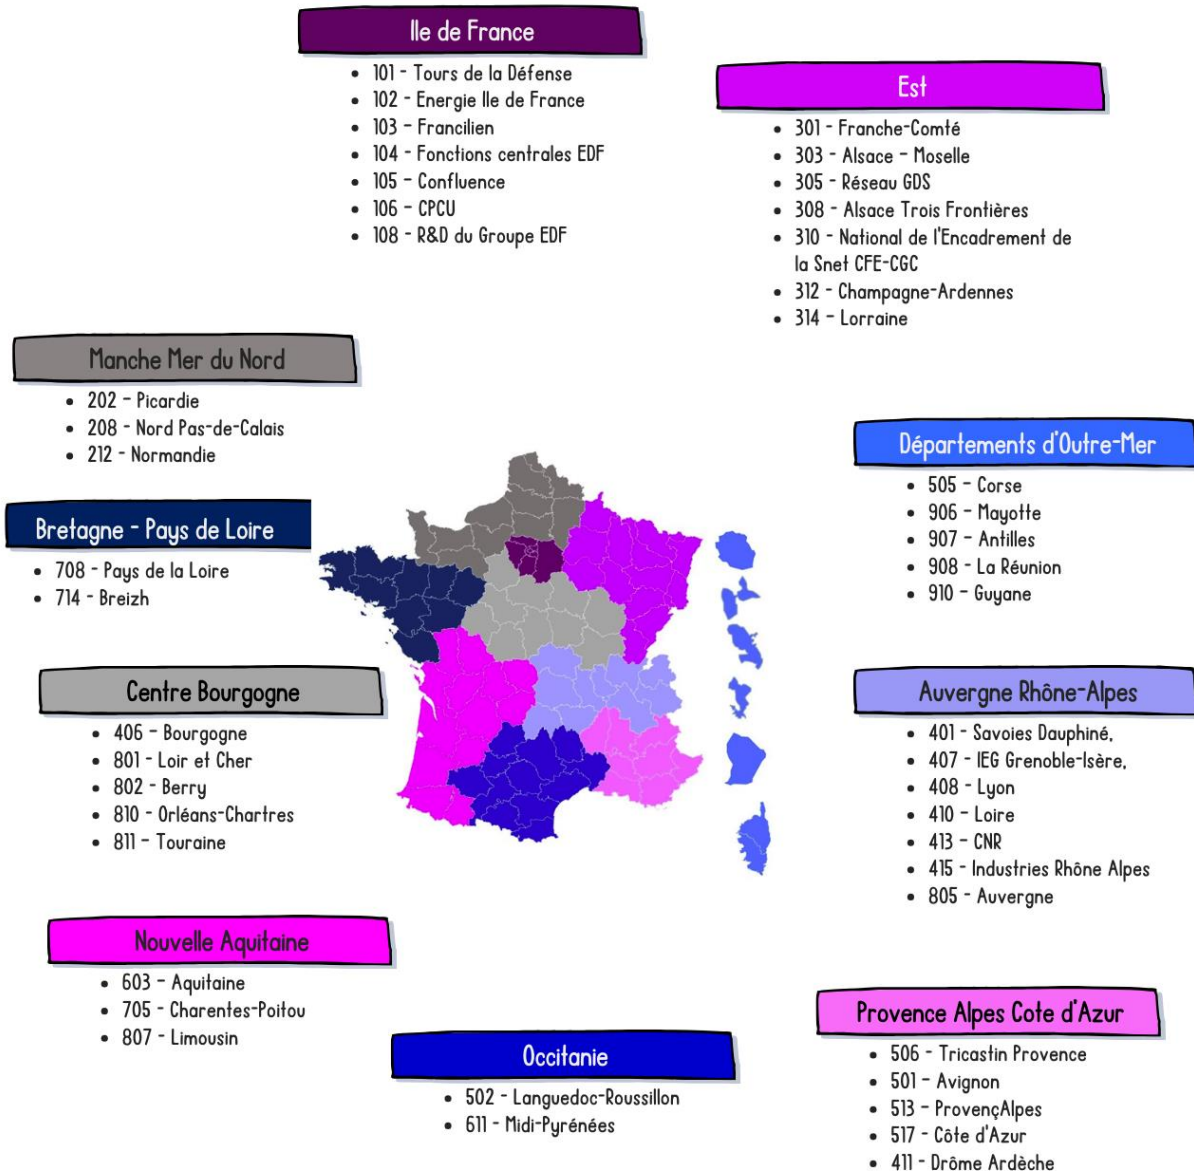 Ile de France
• 101 - Tours de la Défense
• 102 - Energie Ile de France
• 103 - Francilien
• 104 - Fonctions centrales EDF
• 105 - Confluence
• 106 - CPCU
• 108 - R&D du Groupe EDF
Est
• 301 - Franche-Comté
• 303 - Alsace – Moselle
• 305 - Réseau GDS
• 308 - Alsace Trois Frontières
• 310 - National de l'Encadrement de
la Snet CFE-CGC
• 312 - Champagne-Ardennes
• 314 - Lorraine
Manche Mer du Nord
• 202 – Picardie
• 208 - Nord Pas-de-Calais
• 212 - Normandie
Départements d'Outre-Mer
• 505 – Corse
• 906 - Mayotte
• 907 - Antilles
• 908 - La Réunion
• 910 - Guyane
Bretagne - Pays de Loire
• 708 - Pays de la Loire
• 714 – Breizh
Centre Bourgogne
• 406 - Bourgogne
• 801 – Loir et Cher
• 802 – Berry
• 810 - Orléans-Chartres
• 811 – Touraine
Auvergne Rhône-Alpes
• 401 - Savoies Dauphiné,
• 407 - IEG Grenoble-Isère,
• 408 - Lyon
• 410 - Loire
• 413 – CNR
• 415 - Industries Rhône Alpes
• 805 - Auvergne
Nouvelle Aquitaine
• 603 – Aquitaine
• 705 - Charentes-Poitou
• 807 - Limousin
Occitanie
• 502 - Languedoc-Roussillon
• 611 - Midi-Pyrénées
Provence Alpes Cote d'Azur
• 506 - Tricastin Provence
• 501 - Avignon
• 513 - ProvençAlpes
• 517 - Côte d'Azur
• 411 - Drôme Ardèche